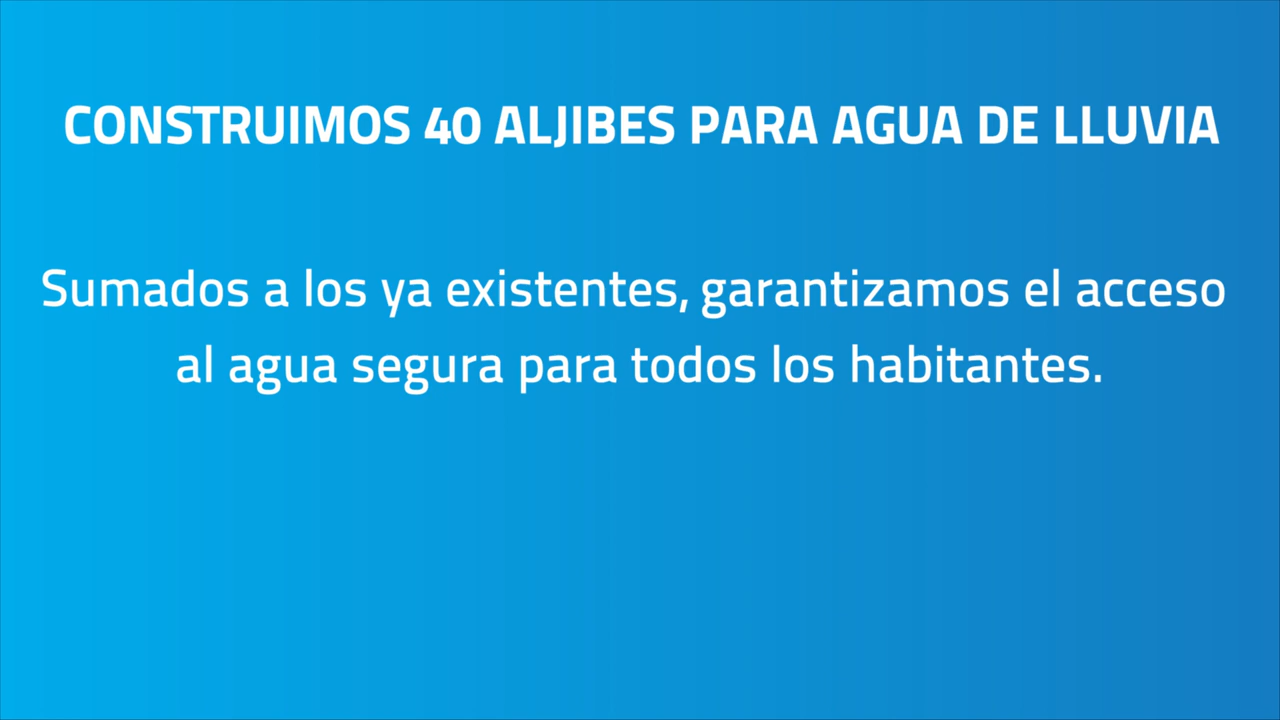 CONSTRUIMOS 40 ALJIBES PARA AGUA DE LLUVIA
Sumados a los ya existentes, garantizamos el acceso
al agua segura para todos los habitantes.